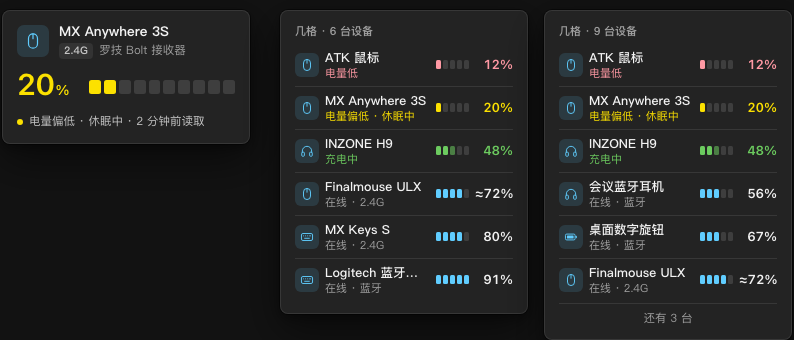 MX Anywhere 3S
2.4G 罗技 Bolt 接收器
20%
电量偏低 · 休眠中 · 2 分钟前读取
几格 · 6 台设备
ATK 鼠标
电量低
12%
MX Anywhere 3S
电量偏低 · 休眠中
20%
INZONE H9
充电中
48%
Finalmouse ULX
在线 · 2.4G
≈72%
MX Keys S
在线 · 2.4G
80%
Logitech 蓝牙…
在线 · 蓝牙
91%
几格 · 9 台设备
ATK 鼠标
电量低
12%
MX Anywhere 3S
电量偏低 · 休眠中
20%
INZONE H9
充电中
48%
会议蓝牙耳机
在线 · 蓝牙
56%
桌面数字旋钮
在线 · 蓝牙
67%
Finalmouse ULX
在线 · 2.4G
≈72%
还有 3 台